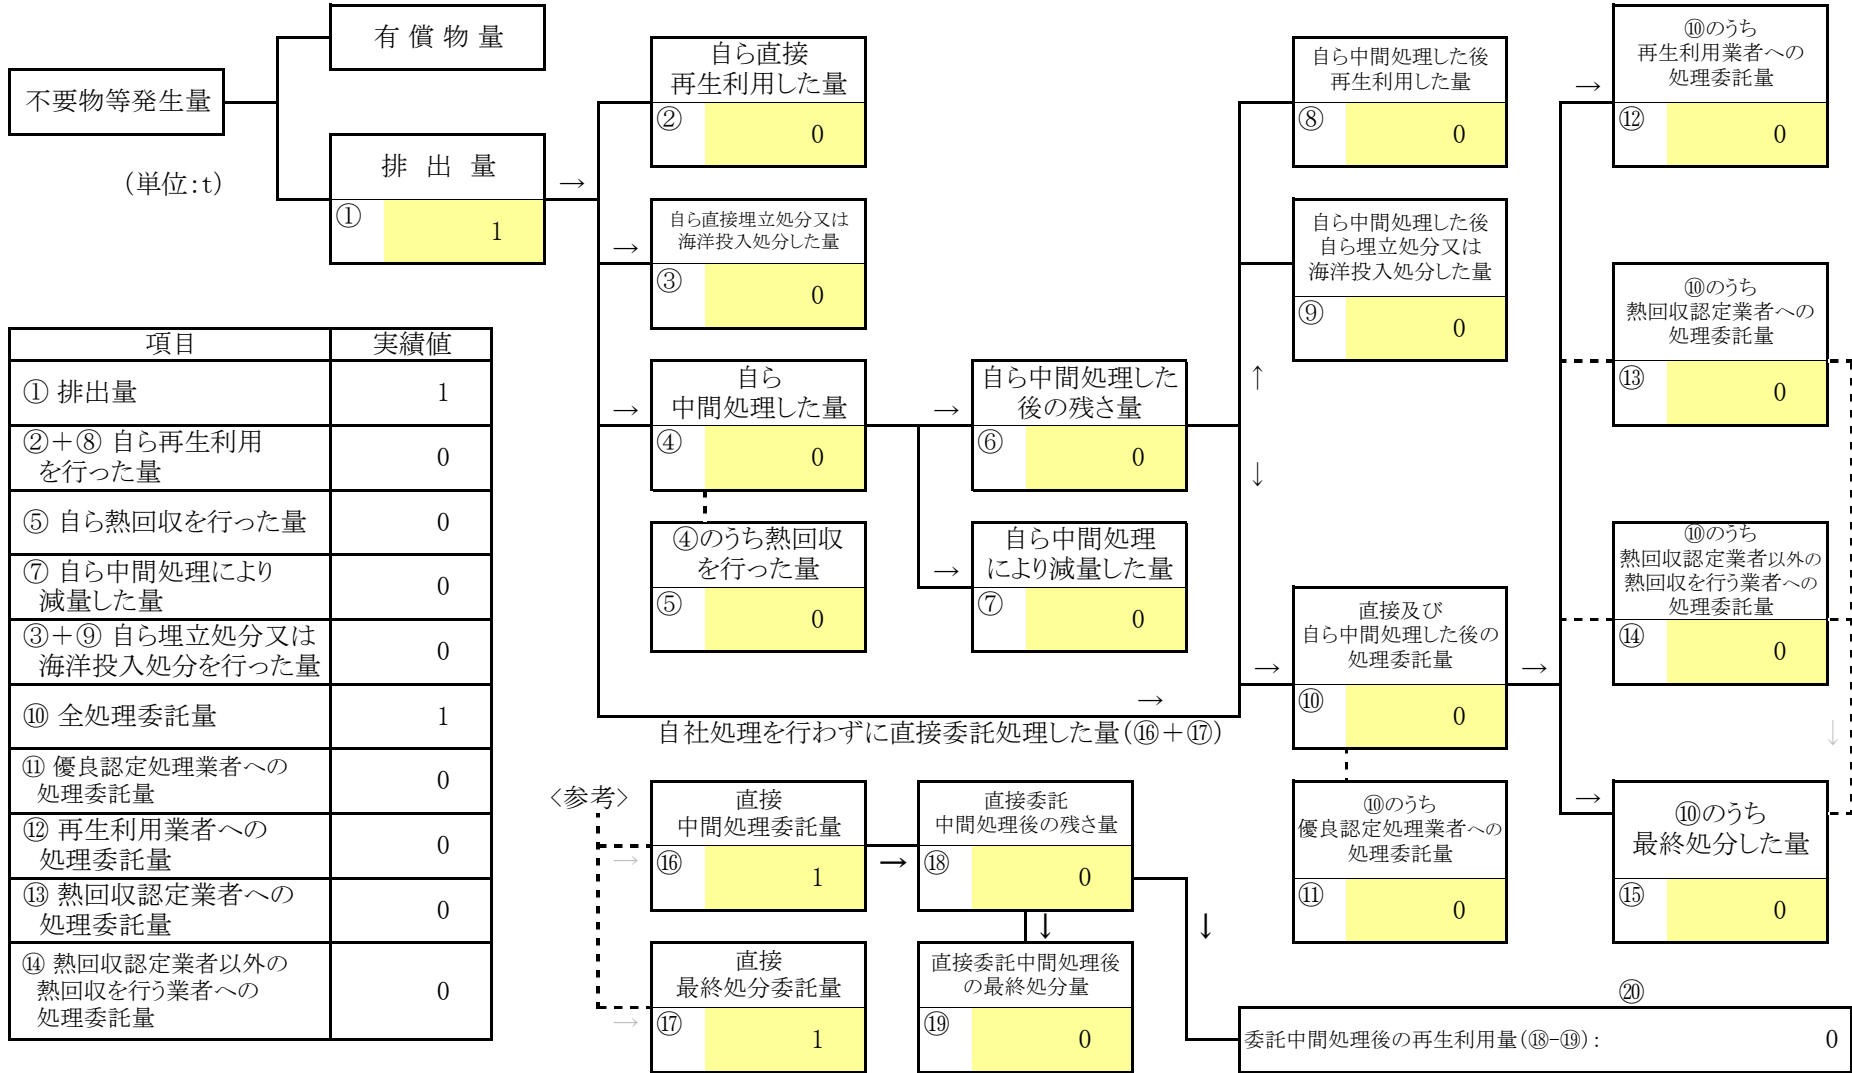 有 償 物 量
不要物等発生量
(単位:t)
排 出 量
①
1
→
自ら直接
再生利用した量
②
0
→
自ら直接埋立処分又は
海洋投入処分した量
③
0
→
自ら
中間処理した量
④
0
④のうち熱回収
を行った量
⑤
0
→
自ら中間処理した
後の残さ量
⑥
0
→
自ら中間処理
により減量した量
⑦
0
↑
↓
自ら中間処理した後
再生利用した量
⑧
0
自ら中間処理した後
自ら埋立処分又は
海洋投入処分した量
⑨
0
→
自社処理を行わずに直接委託処理した量(⑯+⑰)
→
直接及び
自ら中間処理した後の
処理委託量
⑩
0
⑩のうち
優良認定処理業者への
処理委託量
⑪
0
→
→
⑩のうち
再生利用業者への
処理委託量
⑫
0
⑩のうち
熱回収認定業者への
処理委託量
⑬
0
⑩のうち
熱回収認定業者以外の
熱回収を行う業者への
処理委託量
⑭
0
↓
→
⑩のうち
最終処分した量
⑮
0
項目 実績値
① 排出量 1
②+⑧ 自ら再生利用
を行った量 0
⑤ 自ら熱回収を行った量 0
⑦ 自ら中間処理により
減量した量 0
③+⑨ 自ら埋立処分又は
海洋投入処分を行った量 0
⑩ 全処理委託量 1
⑪ 優良認定処理業者への
処理委託量 0
⑫ 再生利用業者への
処理委託量 0
⑬ 熱回収認定業者への
処理委託量 0
⑭ 熱回収認定業者以外の
熱回収を行う業者への
処理委託量 0
<参考>
→
直接
中間処理委託量
⑯
1
→
直接委託
中間処理後の残さ量
⑱
0
↓
↓
→
直接
最終処分委託量
⑰
1
直接委託中間処理後
の最終処分量
⑲
0
⑳
委託中間処理後の再生利用量(⑱-⑲): 0